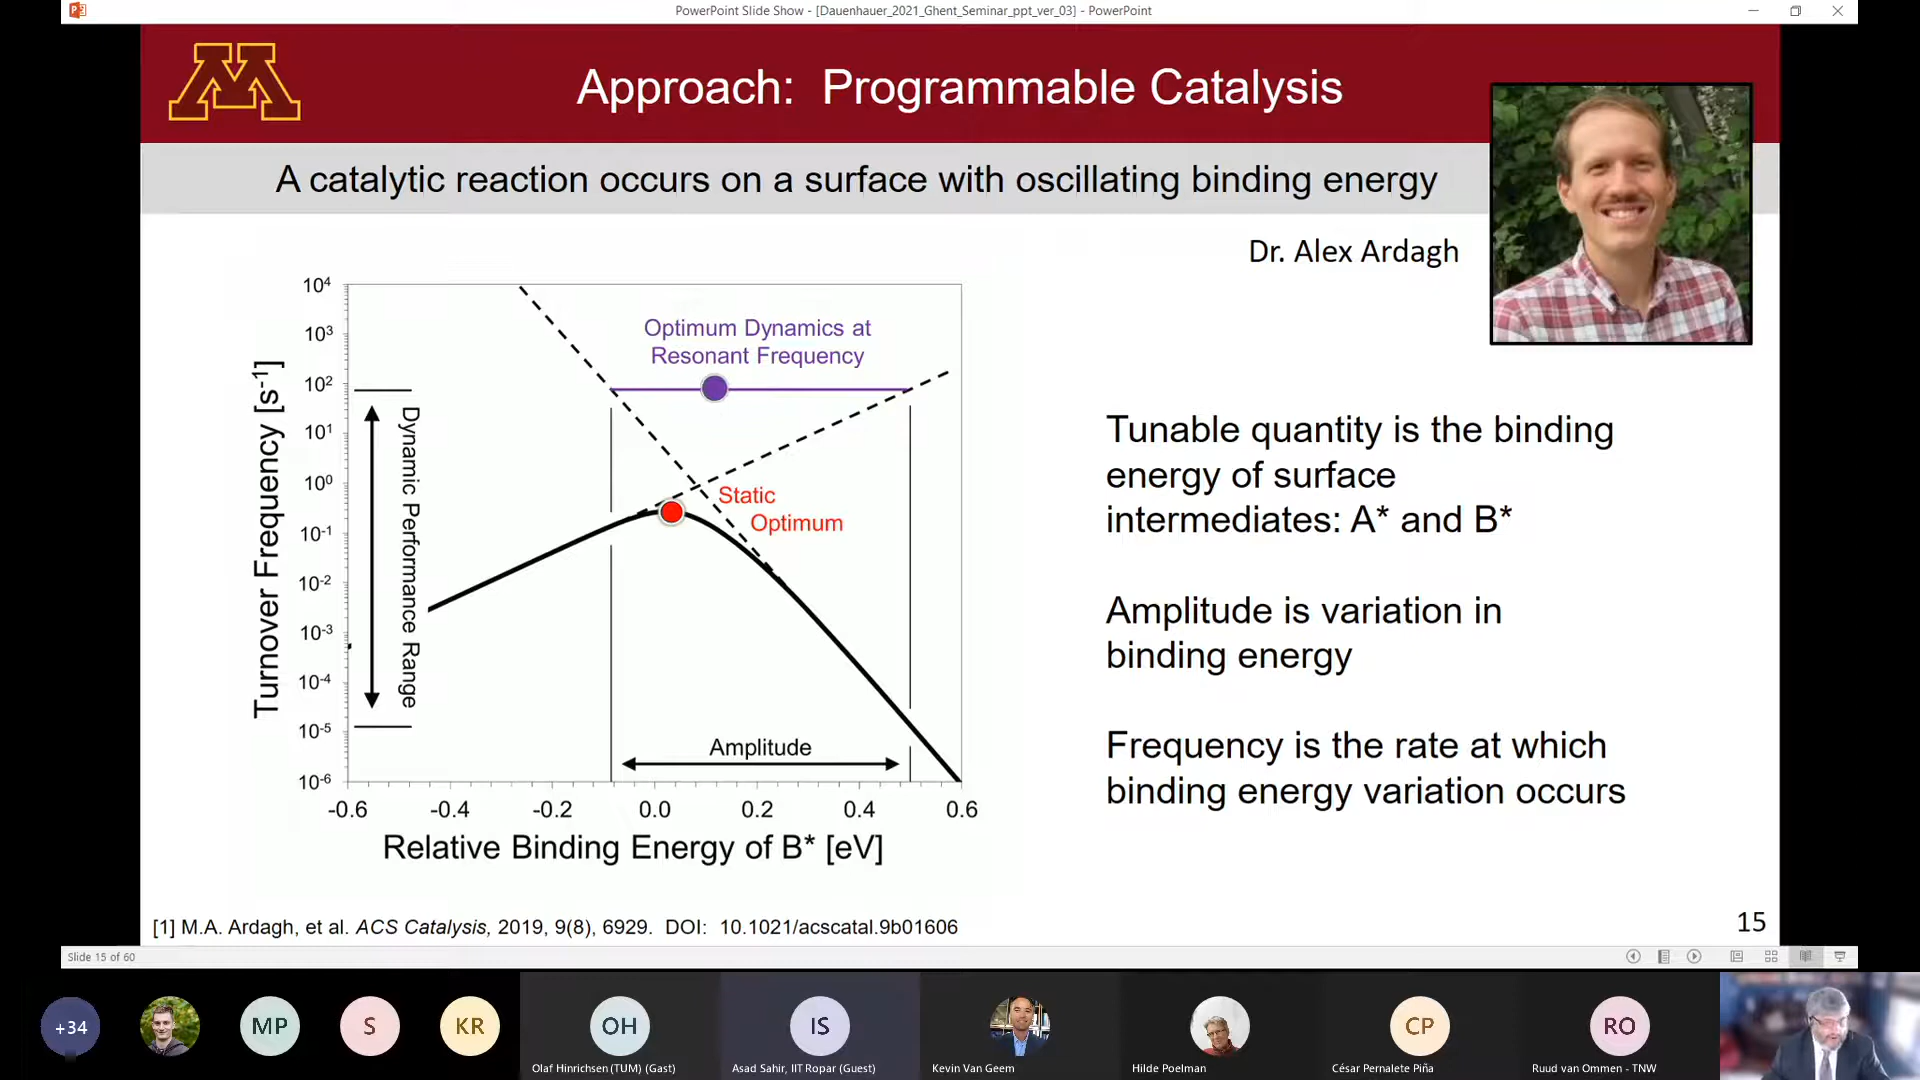 PowerPoint Slide Show - [Dauenhauer_2021_Ghent_Seminar_ppt_ver_03] - PowerPoint
M
Approach: Programmable Catalysis
A catalytic reaction occurs on a surface with oscillating binding energy
Dr. Alex Ardagh
Turnover Frequency [s⁻¹]
10⁴
10³
10²
10¹
10⁰
10⁻¹
10⁻²
10⁻³
10⁻⁴
10⁻⁵
10⁻⁶
Dynamic Performance Range
Optimum Dynamics at
Resonant Frequency
Static
Optimum
Amplitude
-0.6 -0.4 -0.2 0.0 0.2 0.4 0.6
Relative Binding Energy of B* [eV]
Tunable quantity is the binding
energy of surface
intermediates: A* and B*
Amplitude is variation in
binding energy
Frequency is the rate at which
binding energy variation occurs
[1] M.A. Ardagh, et al. ACS Catalysis, 2019, 9(8), 6929. DOI: 10.1021/acscatal.9b01606
15
Slide 15 of 60
+34
MP
S
KR
OH
IS
CP
RO
Olaf Hinrichsen (TUM) (Gast)
Asad Sahir, IIT Ropar (Guest)
Kevin Van Geem
Hilde Poelman
César Pernalete Piña
Ruud van Ommen - TNW